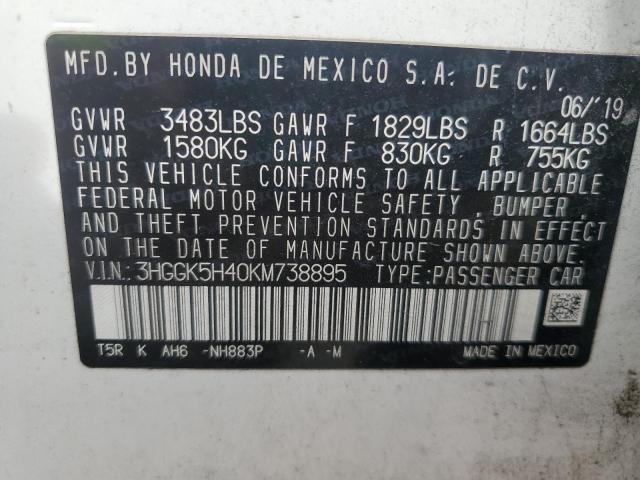 MFD.BY HONDA DE MEXICO S.A. DE C.V.
06/'19
GVWR 3483LBS GAWR F 1829LBS R 1664LBS
GVWR 1580KG GAWR F 830KG R 755KG
THIS VEHICLE CONFORMS TO ALL APPLICABLE
FEDERAL MOTOR VEHICLE SAFETY , BUMPER ,
AND THEFT PREVENTION STANDARDS IN EFFECT
ON THE DATE OF MANUFACTURE SHOWN ABOVE.
V.I.N.: 3HGGK5H40KM738895 TYPE:PASSENGER CAR
H
T5R K AH6 -NH883P -A -M MADE IN MEXICO